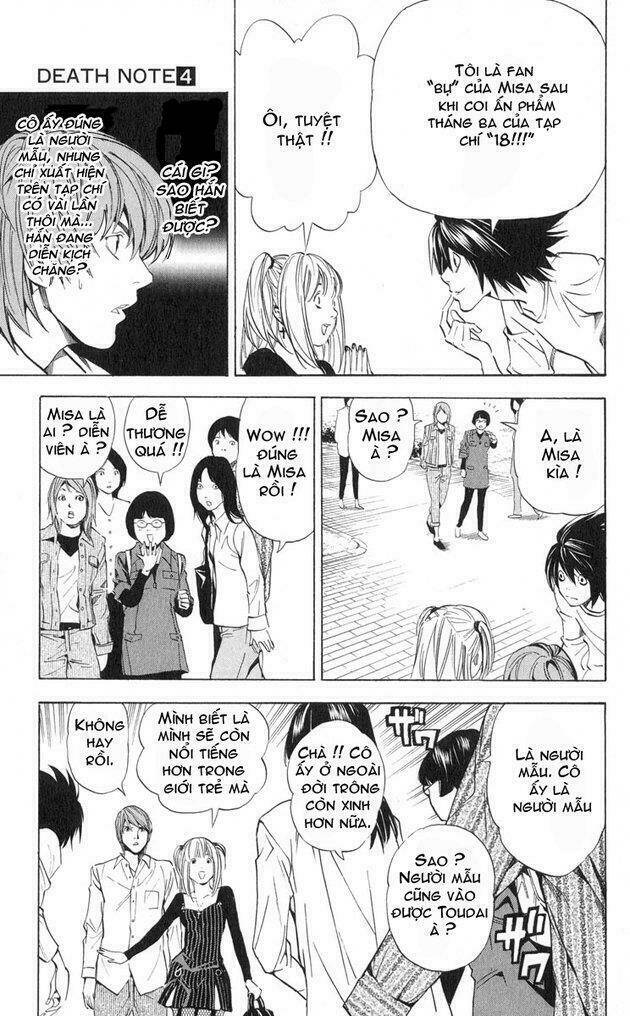 DEATH NOTE 4
TÔI LÀ FAN
“BỰ” CỦA MISA SAU
KHI COI ẤN PHẨM
THÁNG BA CỦA TẠP
CHÍ “18!!!”
ÔI, TUYỆT
THẬT !!
CÁI GÌ?
SAO HẮN
BIẾT
ĐƯỢC?
CÔ ẤY ĐÚNG
LÀ NGƯỜI
MẪU, NHƯNG
CHỈ XUẤT HIỆN
TRÊN TẠP CHÍ
CÓ VÀI LẦN
THÔI MÀ...
HẮN ĐANG
DIỄN KỊCH
CHĂNG?
A, LÀ
MISA
KÌA!
SAO ?
MISA
À ?
WOW !!!
ĐÚNG
LÀ MISA
RỒI !
DỄ
THƯƠNG
QUÁ !!
MISA LÀ
AI ? DIỄN
VIÊN À ?
LÀ NGƯỜI
MẪU. CÔ
ẤY LÀ
NGƯỜI MẪU
SAO ?
NGƯỜI MẪU
CŨNG VÀO
ĐƯỢC TOUDAI
À ?
CHÀ !! CÔ
ẤY Ở NGOÀI
ĐỜI TRÔNG
CÒN XINH
HƠN NỮA.
MÌNH BIẾT LÀ
MÌNH SẼ CÒN
NỔI TIẾNG
HƠN TRONG
GIỚI TRẺ MÀ
KHÔNG
HAY
RỒI.
ザワ
ザワ